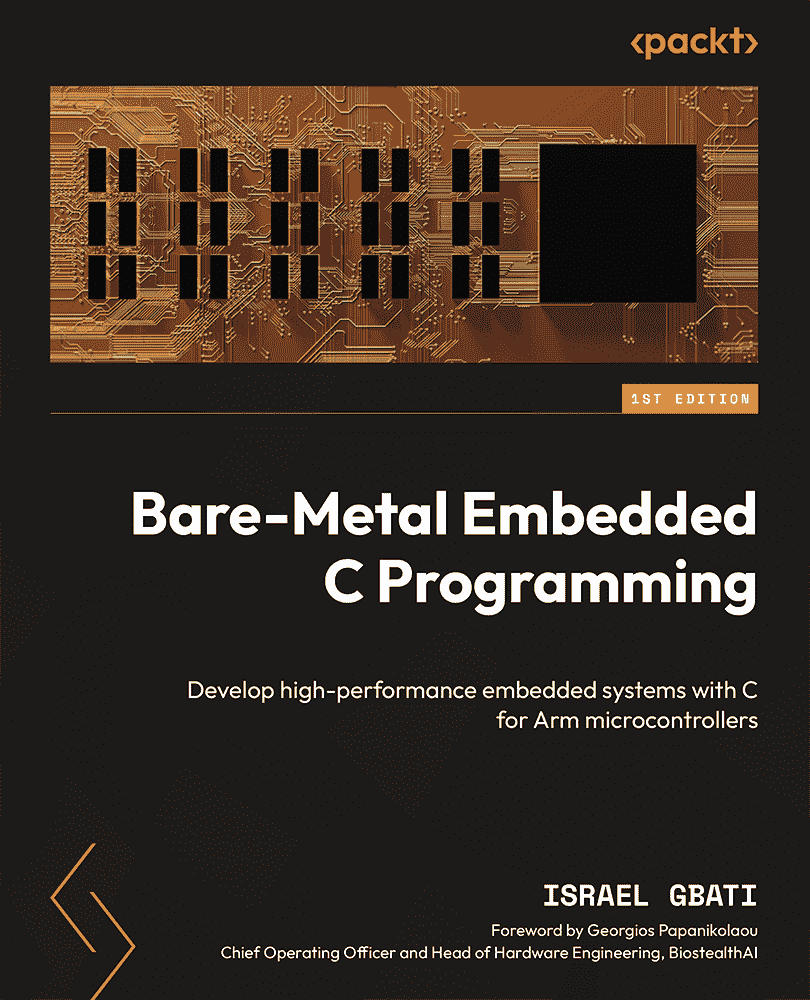 <packt>
1ST EDITION
Bare-Metal Embedded
C Programming
Develop high-performance embedded systems with C
for Arm microcontrollers
ISRAEL GBATI
Foreword by Georgios Papanikolaou
Chief Operating Officer and Head of Hardware Engineering, BiostealthAI